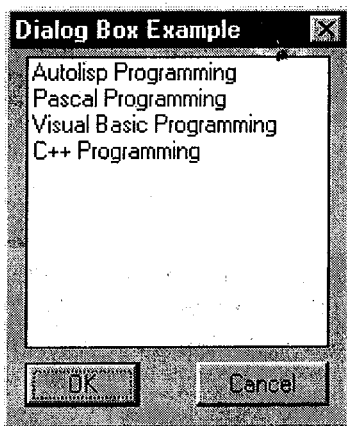 Dialog Box Example
Autolisp Programming
Pascal Programming
Visual Basic Programming
C++ Programming
OK
Cancel